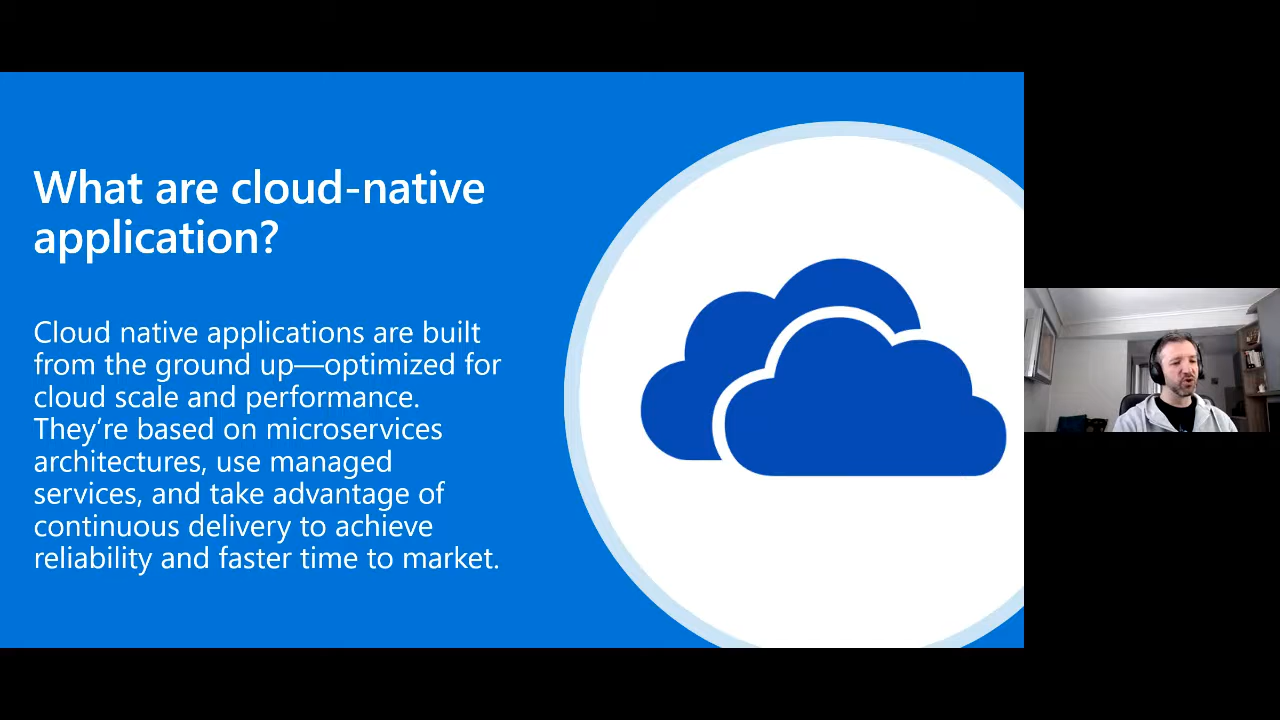 What are cloud-native
application?
Cloud native applications are built
from the ground up—optimized for
cloud scale and performance.
They’re based on microservices
architectures, use managed
services, and take advantage of
continuous delivery to achieve
reliability and faster time to market.